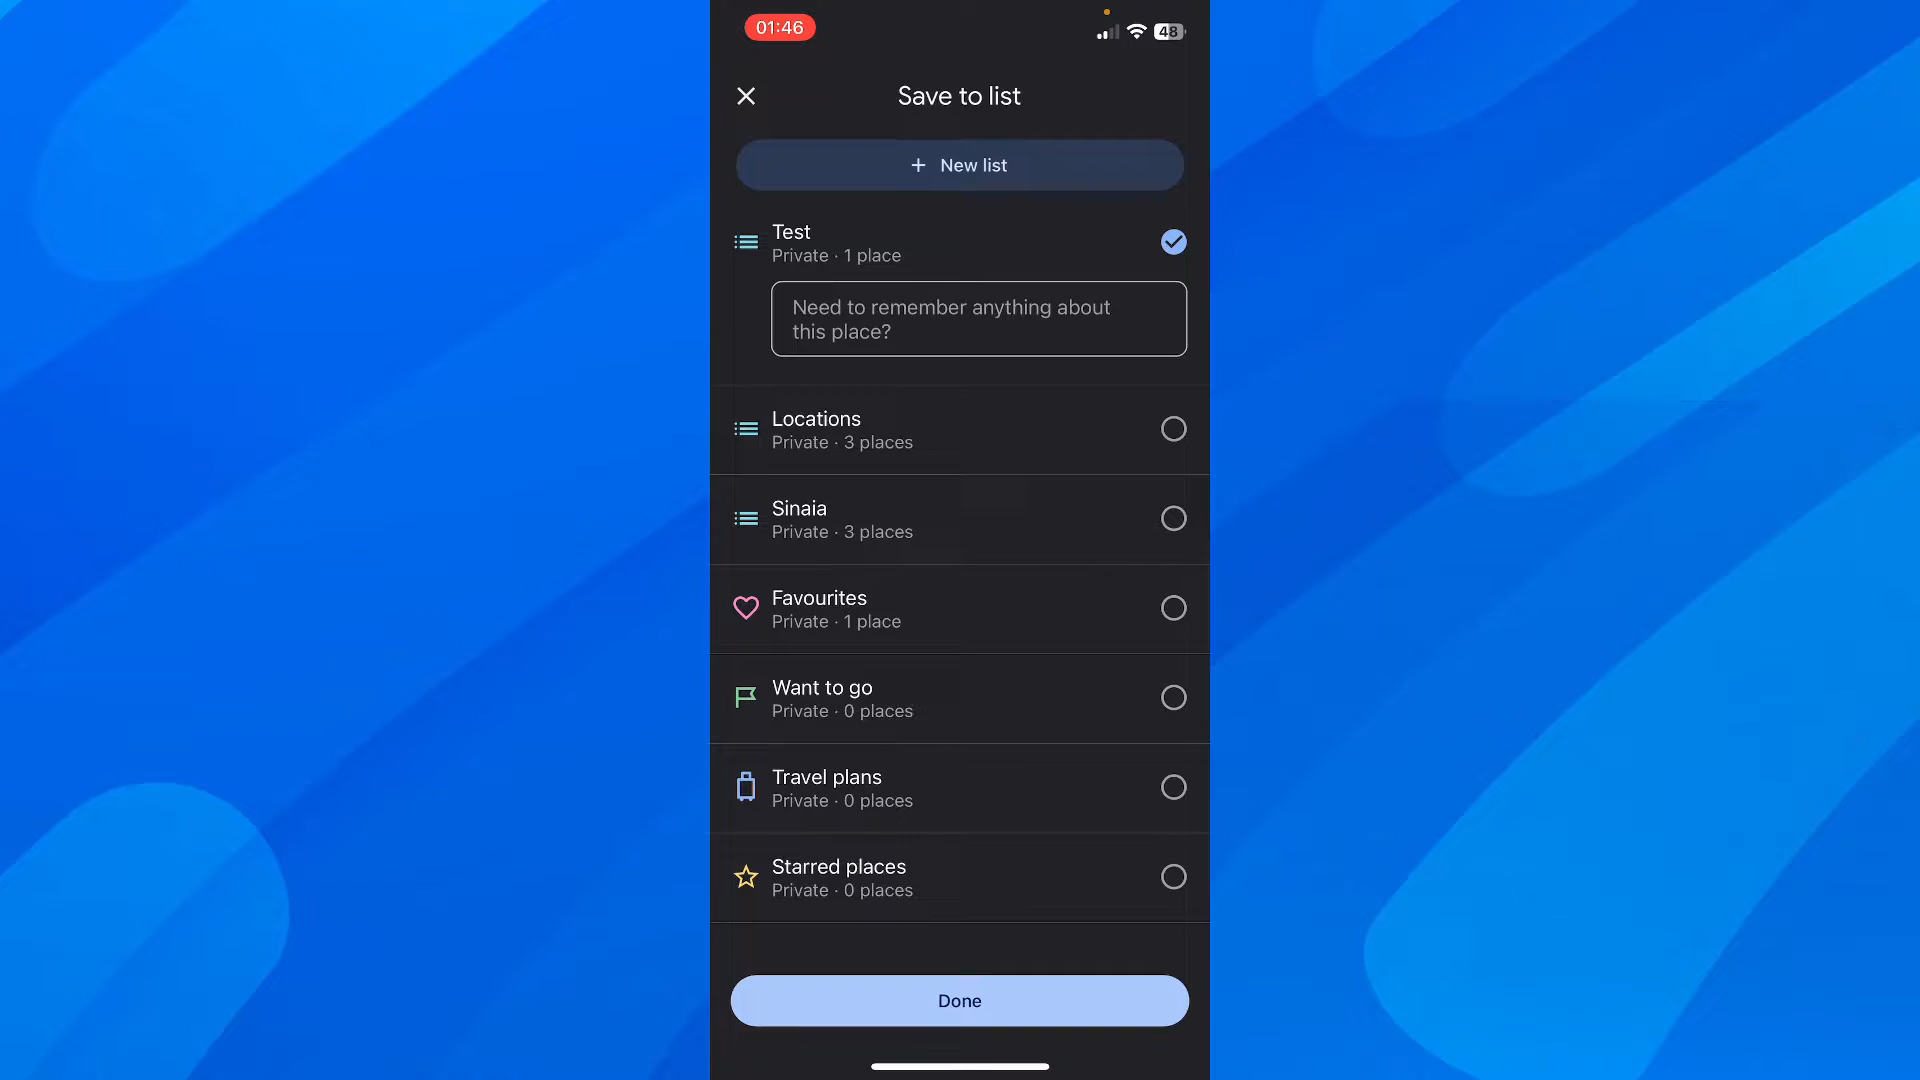 01:46
48
Save to list
+ New list
Test
Private · 1 place
Need to remember anything about
this place?
Locations
Private · 3 places
Sinaia
Private · 3 places
Favourites
Private · 1 place
Want to go
Private · 0 places
Travel plans
Private · 0 places
Starred places
Private · 0 places
Done